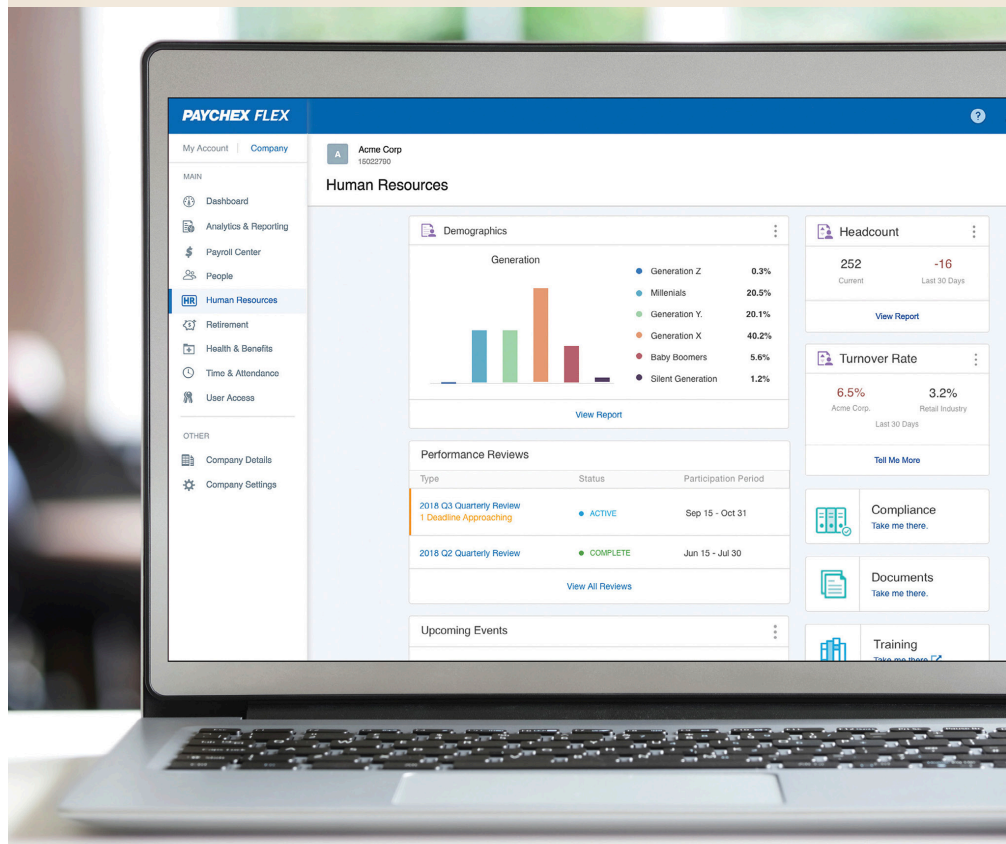 PAYCHEX FLEX
?
My Account | Company
MAIN
Dashboard
Analytics & Reporting
$ Payroll Center
People
HR Human Resources
Retirement
Health & Benefits
Time & Attendance
User Access
OTHER
Company Details
Company Settings
A Acme Corp
15022790
Human Resources
Demographics
Generation
Generation Z 0.3%
Millenials 20.5%
Generation Y. 20.1%
Generation X 40.2%
Baby Boomers 5.6%
Silent Generation 1.2%
View Report
Performance Reviews
Type Status Participation Period
2018 Q3 Quarterly Review
1 Deadline Approaching
ACTIVE Sep 15 - Oct 31
2018 Q2 Quarterly Review COMPLETE Jun 15 - Jul 30
View All Reviews
Upcoming Events
Headcount
252 -16
Current Last 30 Days
View Report
Turnover Rate
6.5% 3.2%
Acme Corp. Retail Industry
Last 30 Days
Tell Me More
Compliance
Take me there.
Documents
Take me there.
Training
Take me there